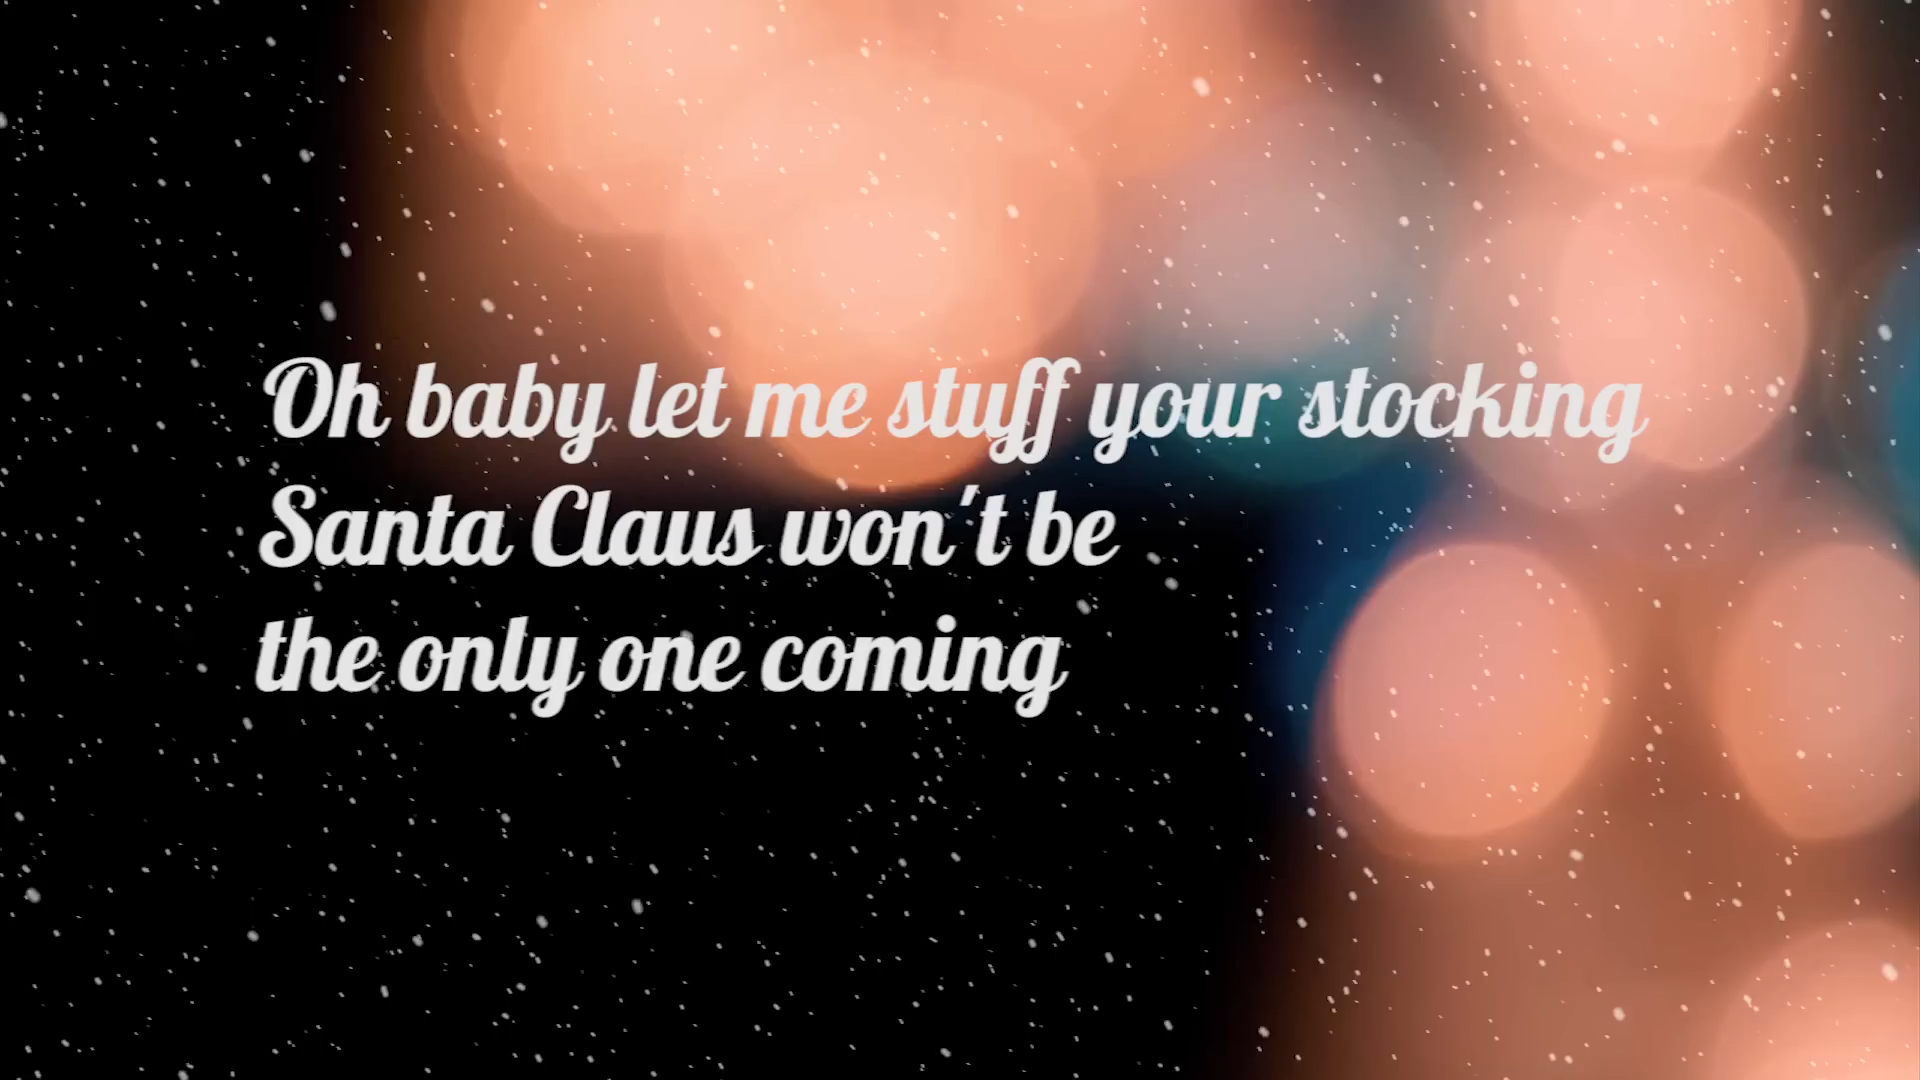 Oh baby let me stuff your stocking
Santa Claus won't be
the only one coming